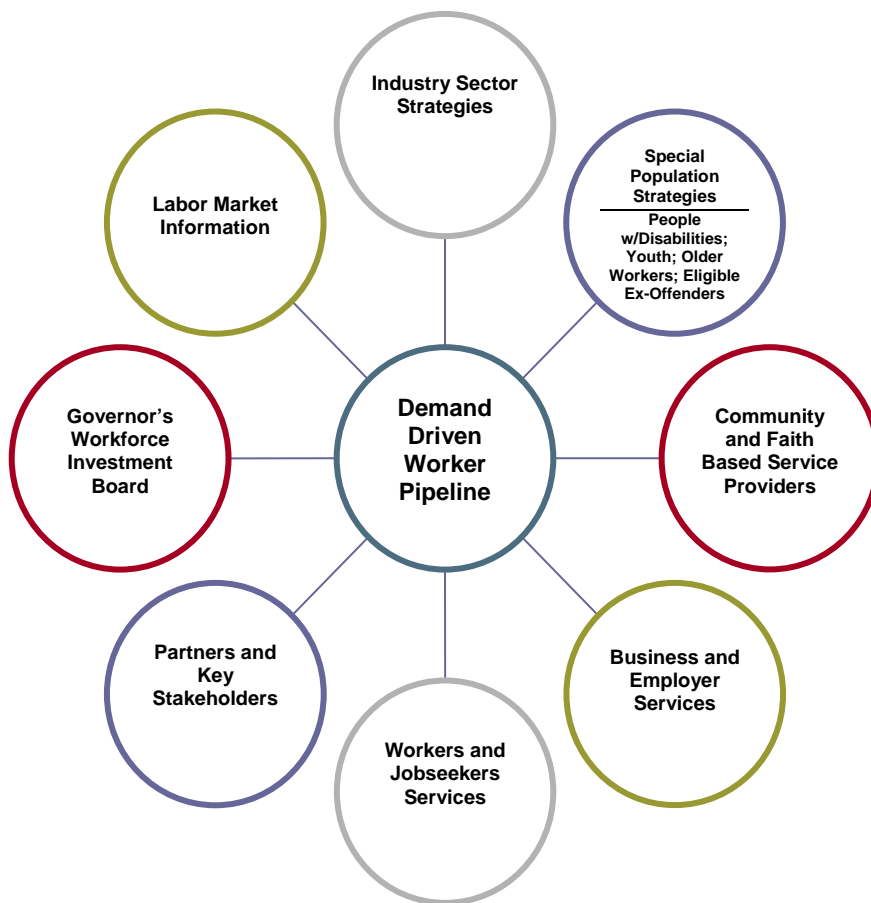 Industry Sector
Strategies
Special
Population
Strategies
People
w/Disabilities;
Youth; Older
Workers; Eligible
Ex-Offenders
Labor Market
Information
Governor’s
Workforce
Investment
Board
Demand
Driven
Worker
Pipeline
Community
and Faith
Based Service
Providers
Partners and
Key
Stakeholders
Business and
Employer
Services
Workers and
Jobseekers
Services